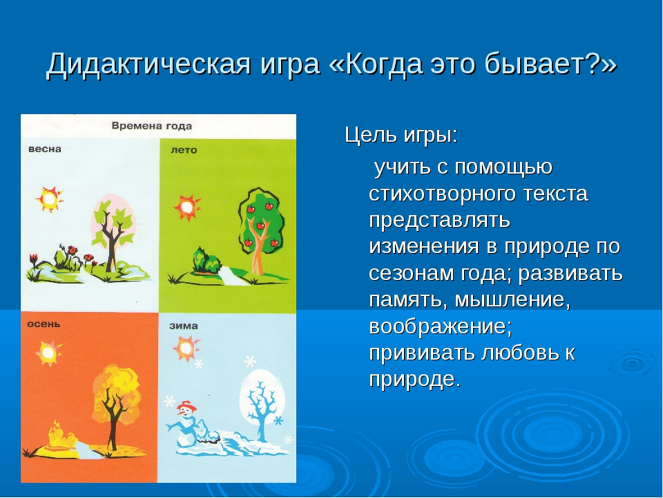 Дидактическая игра «Когда это бывает?»
Времена года
весна
лето
осень
зима
Цель игры:
учить с помощью
стихотворного текста
представлять
изменения в природе по
сезонам года; развивать
память, мышление,
воображение;
прививать любовь к
природе.